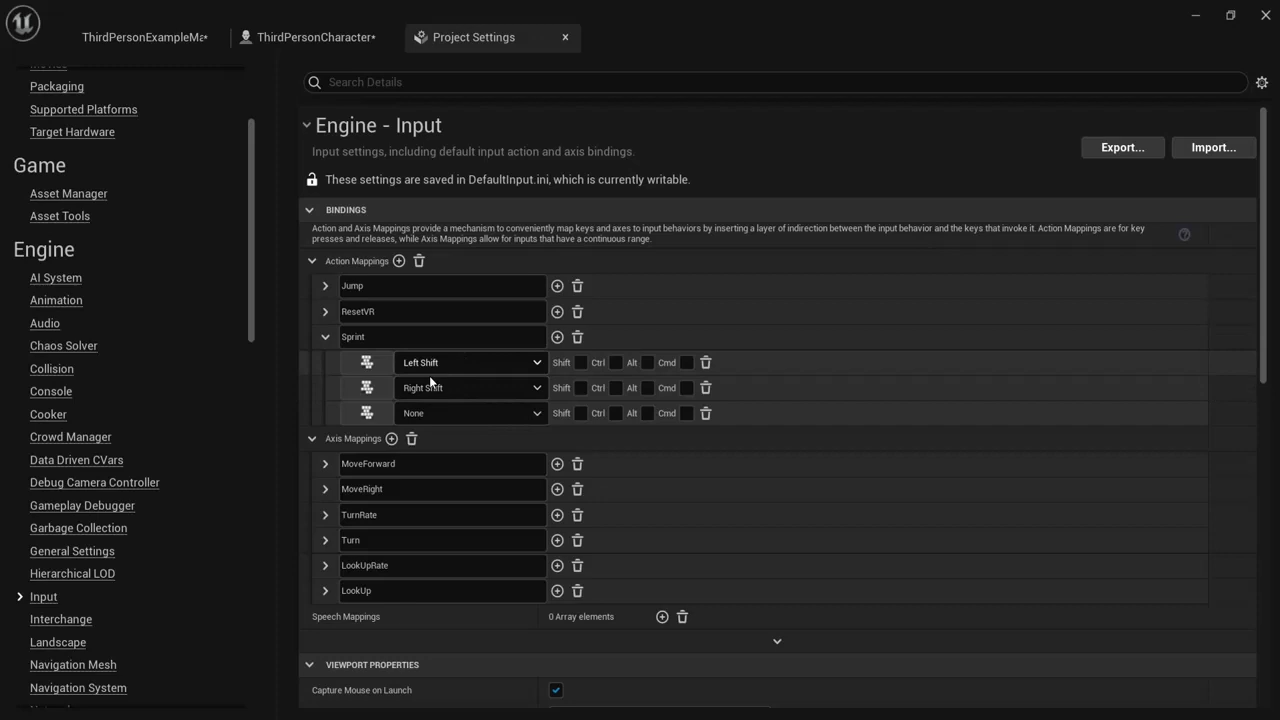 ThirdPersonExampleMa*
ThirdPersonCharacter*
Project Settings
Packaging
Supported Platforms
Target Hardware
Game
Asset Manager
Asset Tools
Engine
AI System
Animation
Audio
Chaos Solver
Collision
Console
Cooker
Crowd Manager
Data Driven CVars
Debug Camera Controller
Gameplay Debugger
Garbage Collection
General Settings
Hierarchical LOD
Input
Interchange
Landscape
Navigation Mesh
Navigation System
Search Details
Engine - Input
Input settings, including default input action and axis bindings.
Export...
Import...
These settings are saved in DefaultInput.ini, which is currently writable.
BINDINGS
Action and Axis Mappings provide a mechanism to conveniently map keys and axes to input behaviors by inserting a layer of indirection between the input behavior and the keys that invoke it. Action Mappings are for key
presses and releases, while Axis Mappings allow for inputs that have a continuous range.
Action Mappings
Jump
ResetVR
Sprint
Left Shift Shift Ctrl Alt Cmd
Right Shift Shift Ctrl Alt Cmd
None Shift Ctrl Alt Cmd
Axis Mappings
MoveForward
MoveRight
TurnRate
Turn
LookUpRate
LookUp
Speech Mappings 0 Array elements
VIEWPORT PROPERTIES
Capture Mouse on Launch